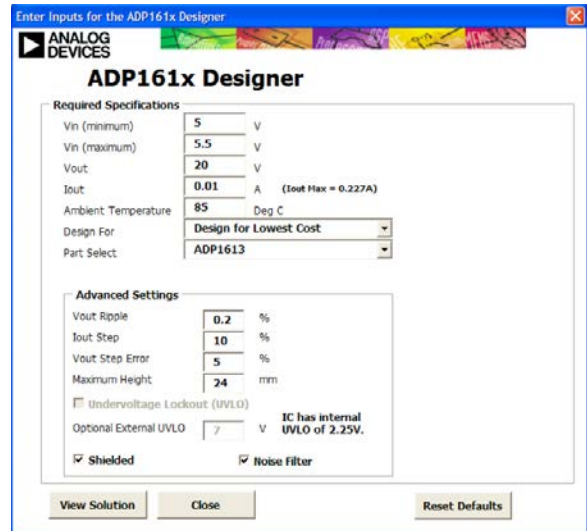 Enter Inputs for the ADP161x Designer
ANALOG
DEVICES
ADP161x Designer
Required Specifications
Vin (minimum) 5 V
Vin (maximum) 5.5 V
Vout 20 V
Iout 0.01 A (Iout Max = 0.227A)
Ambient Temperature 85 Deg C
Design For Design for Lowest Cost
Part Select ADP1613
Advanced Settings
Vout Ripple 0.2 %
Iout Step 10 %
Vout Step Error 5 %
Maximum Height 24 mm
Undervoltage Lockout (UVLO)
Optional External UVLO 7 V
IC has internal
UVLO of 2.25V.
Shielded Noise Filter
View Solution Close Reset Defaults